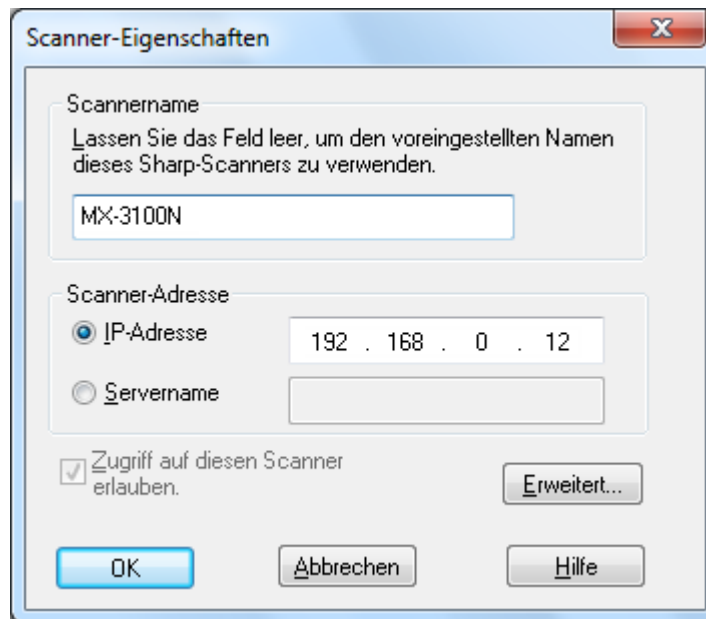 Scanner-Eigenschaften
Scannername
Lassen Sie das Feld leer, um den voreingestellten Namen
dieses Sharp-Scanners zu verwenden.
MX-3100N
Scanner-Adresse
IP-Adresse
192 . 168 . 0 . 12
Servername
Zugriff auf diesen Scanner
erlauben.
Erweitert...
OK
Abbrechen
Hilfe